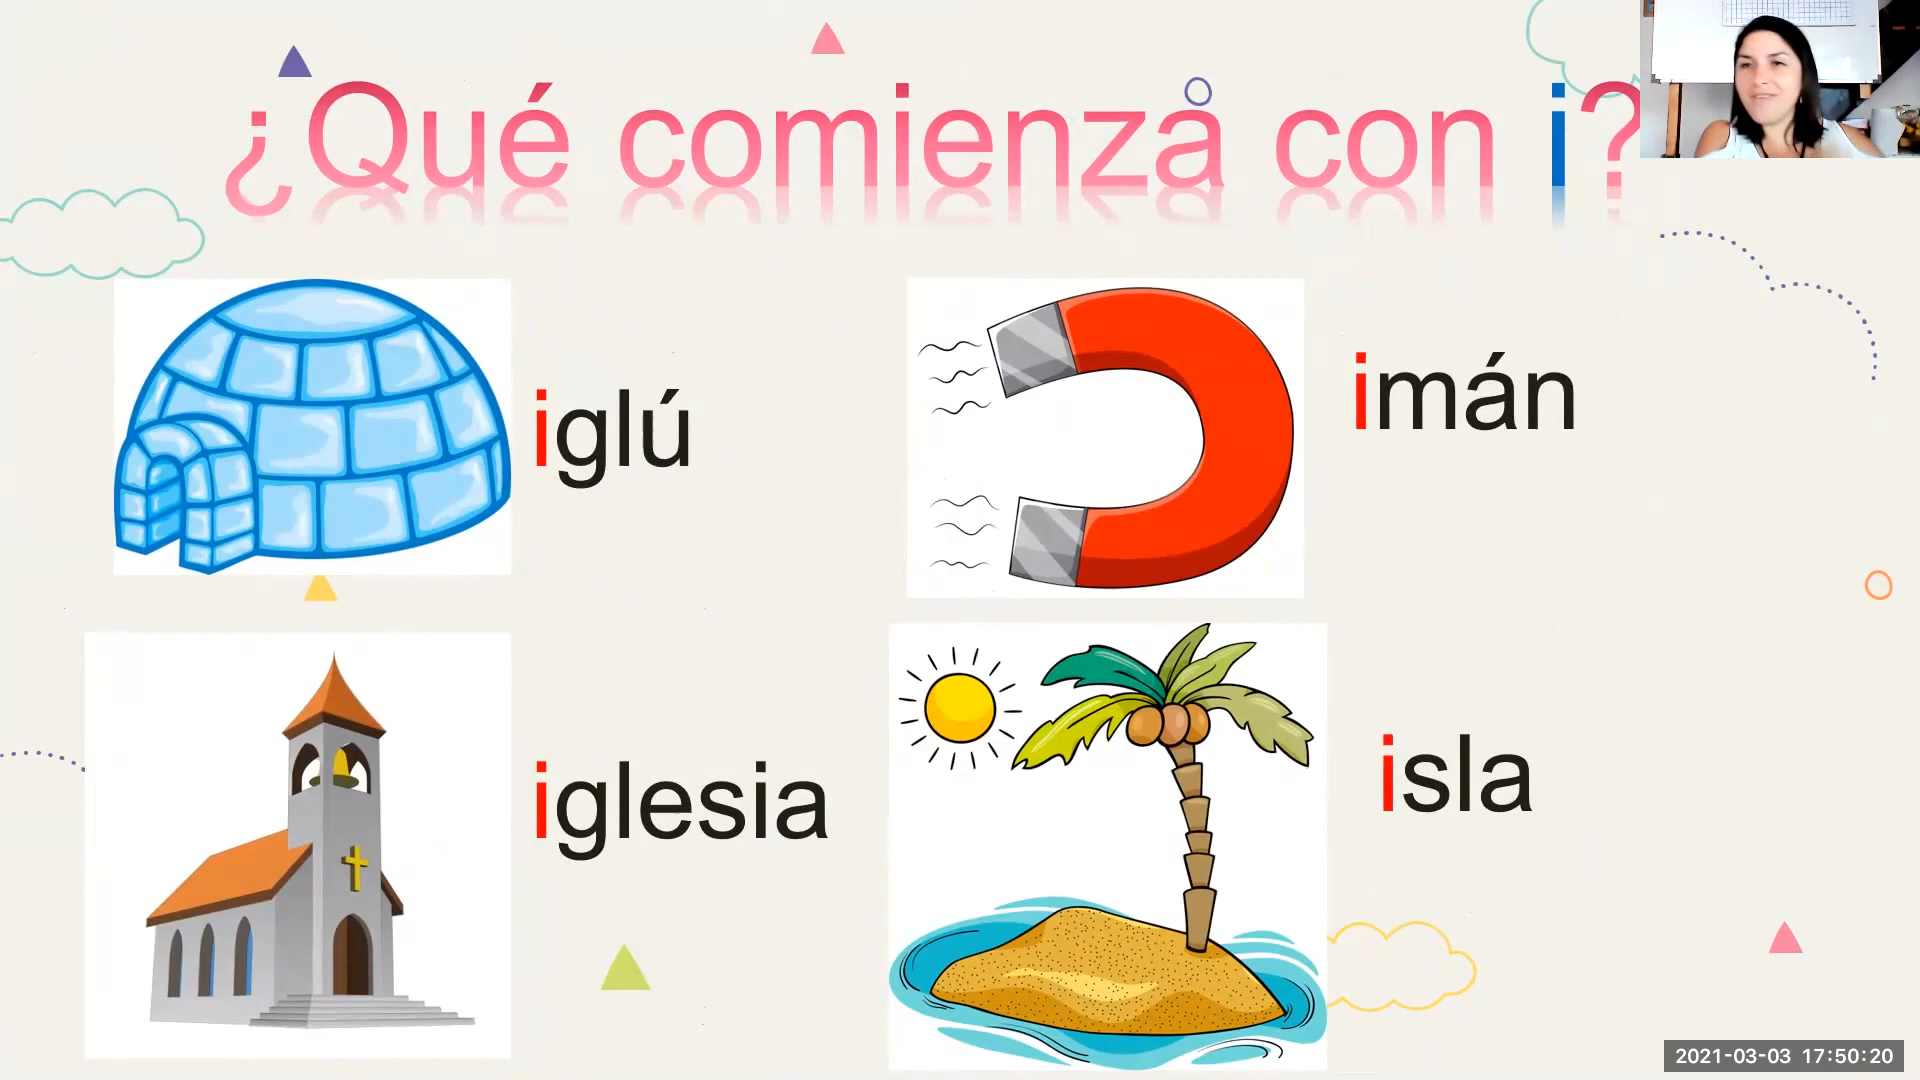 ¿Qué comienza con i?
iglú
imán
iglesia
isla
2021-03-03 17:50:20